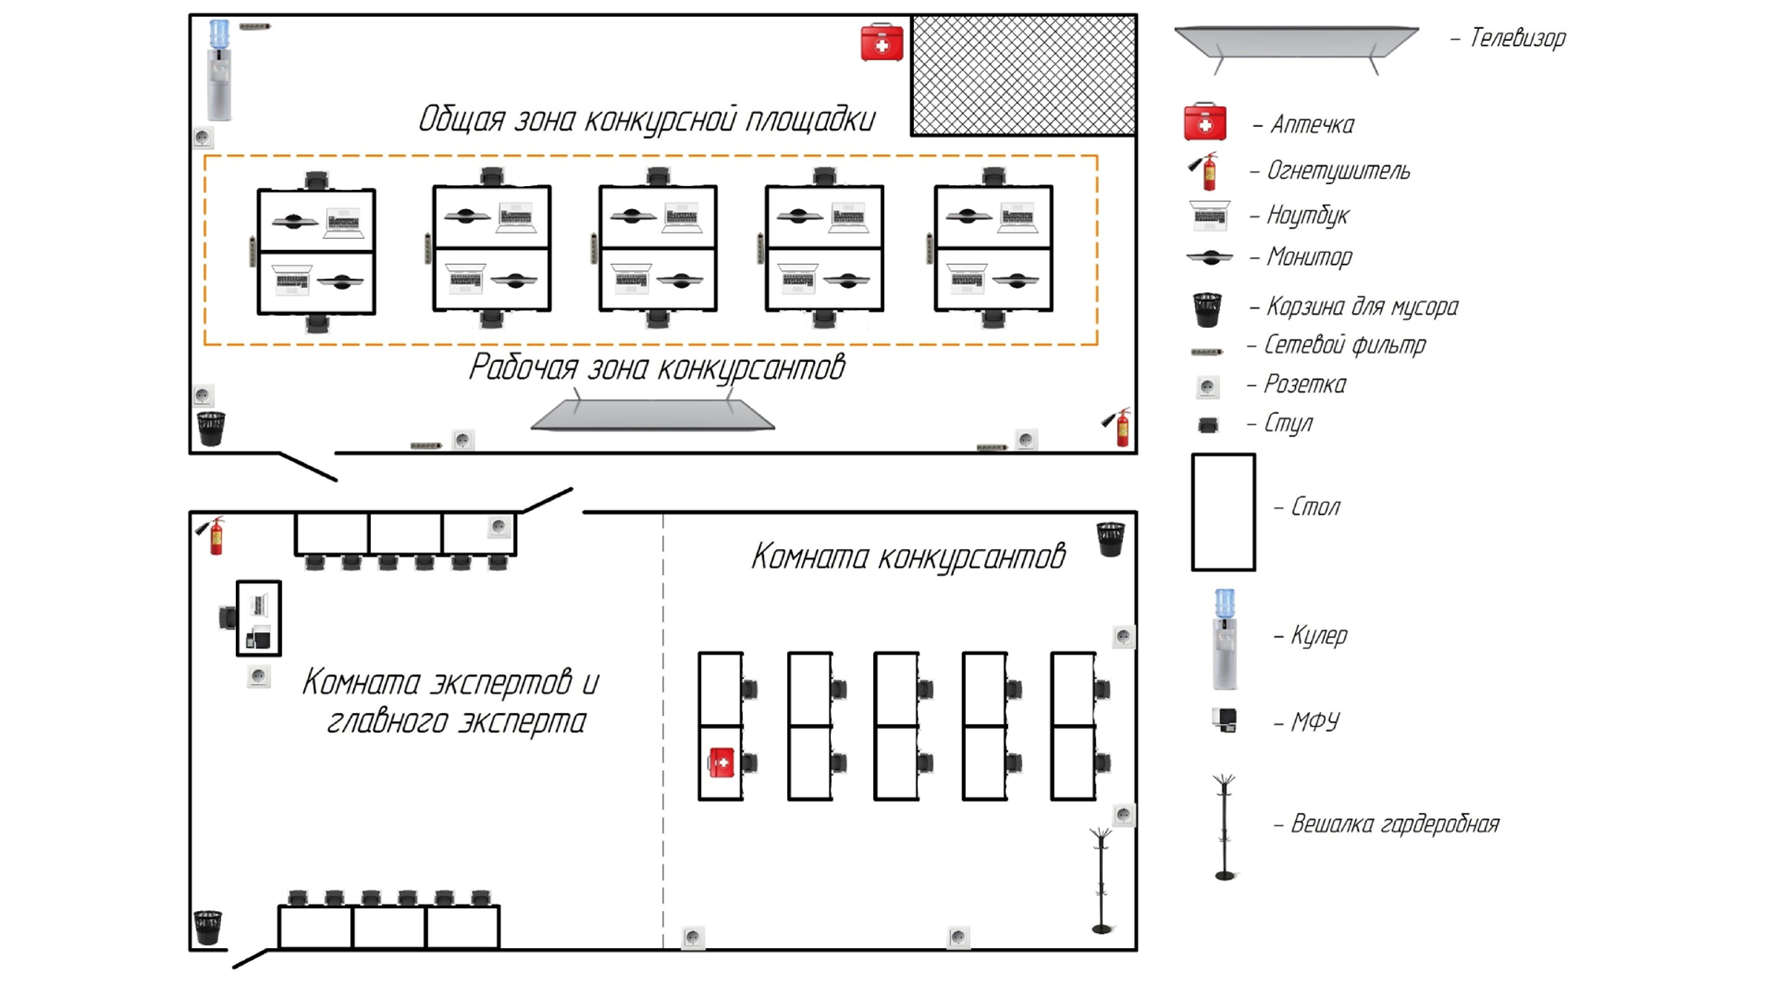 Общая зона конкурсной площадки
Рабочая зона конкурсантов
Комната экспертов и
главного эксперта
Комната конкурсантов
– Телевизор
– Аптечка
– Огнетушитель
– Ноутбук
– Монитор
– Корзина для мусора
– Сетевой фильтр
– Розетка
– Стул
– Стол
– Кулер
– МФУ
– Вешалка гардеробная